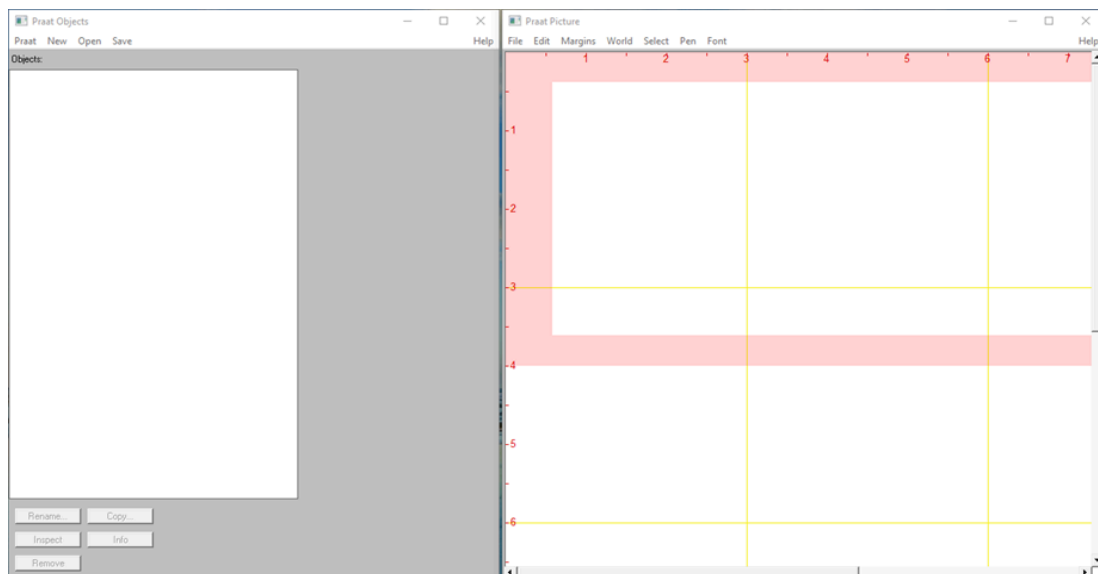 Praat Objects
Praat New Open Save Help
Objects:
Rename... Copy...
Inspect Info
Remove
Praat Picture
File Edit Margins World Select Pen Font Help
1 2 3 4 5 6 7
1
2
3
4
5
6